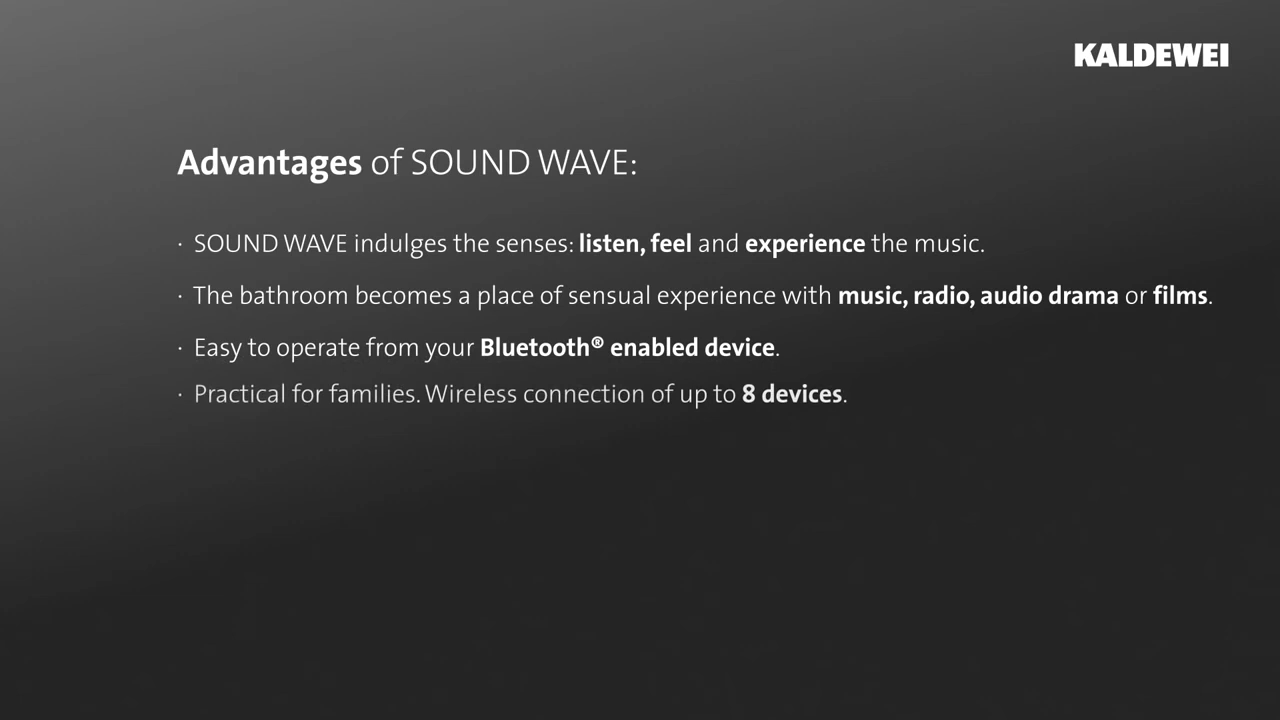 KALDEWEI
Advantages of SOUND WAVE:
· SOUND WAVE indulges the senses: listen, feel and experience the music.
· The bathroom becomes a place of sensual experience with music, radio, audio drama or films.
· Easy to operate from your Bluetooth® enabled device.
· Practical for families. Wireless connection of up to 8 devices.